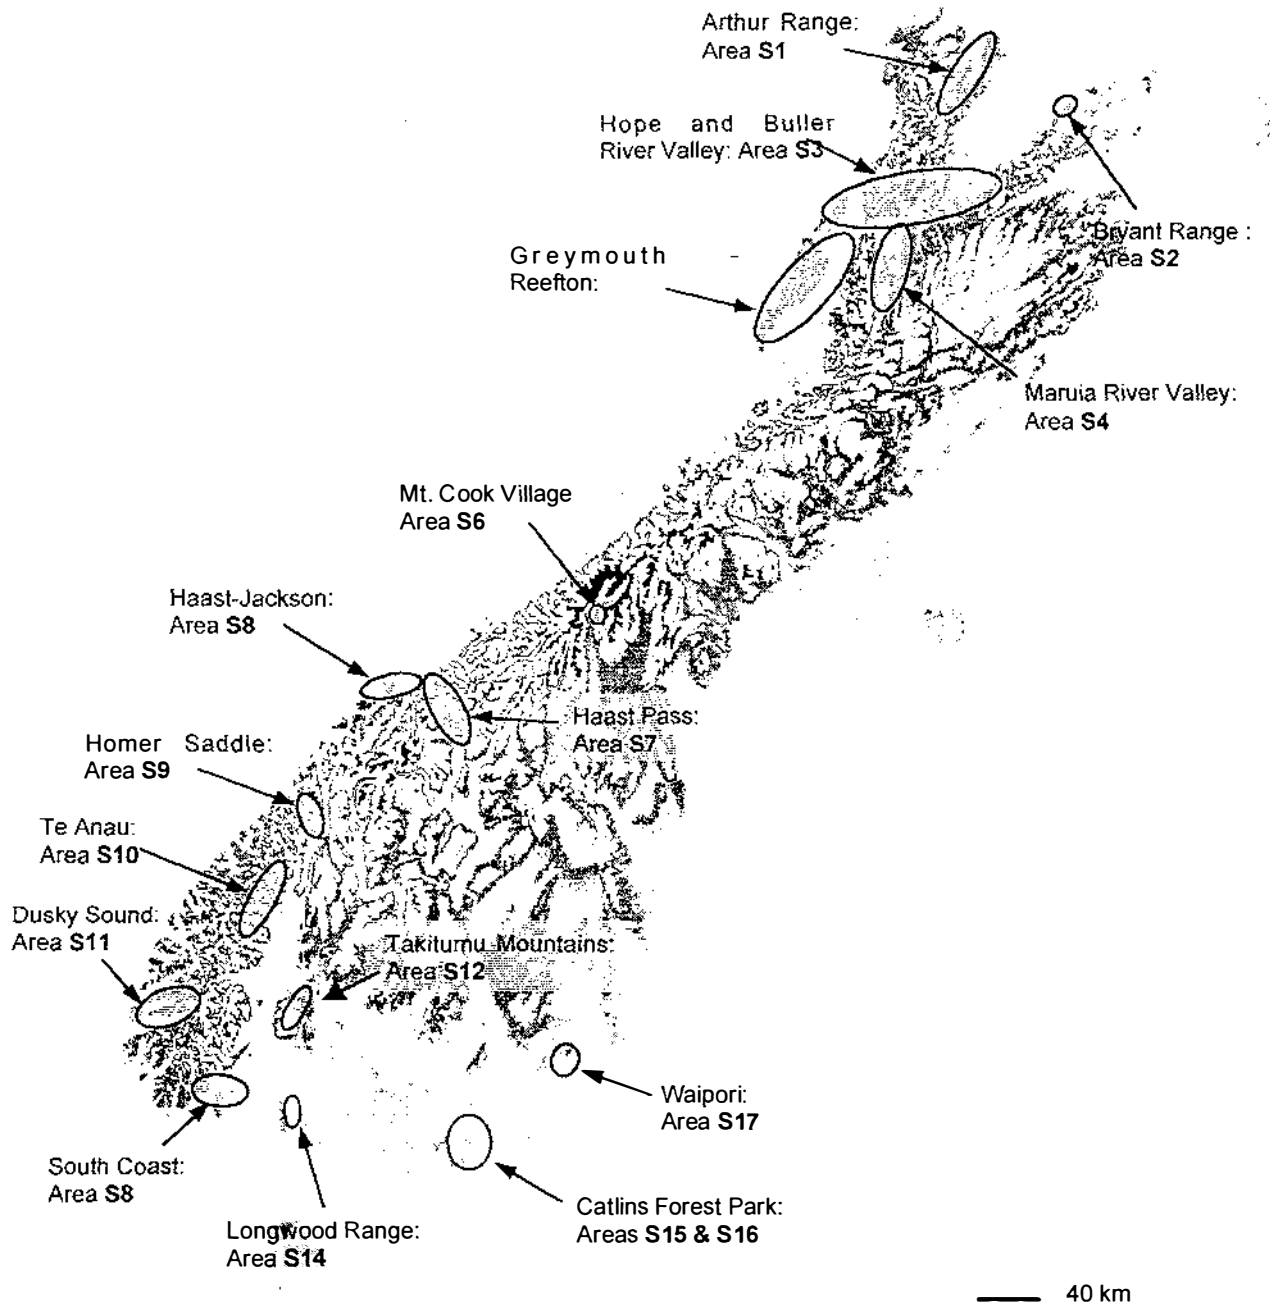 Arthur Range:
Area S1
Hope and Buller
River Valley: Area S3
Bryant Range :
Area S2
Greymouth -
Reefton:
Maruia River Valley:
Area S4
Mt. Cook Village
Area S6
Haast-Jackson:
Area S8
Haast Pass:
Area S7
Homer Saddle:
Area S9
Te Anau:
Area S10
Dusky Sound:
Area S11
Takitumu Mountains:
Area S12
Waipori:
Area S17
South Coast:
Area S8
Catlins Forest Park:
Areas S15 & S16
Longwood Range:
Area S14
40 km